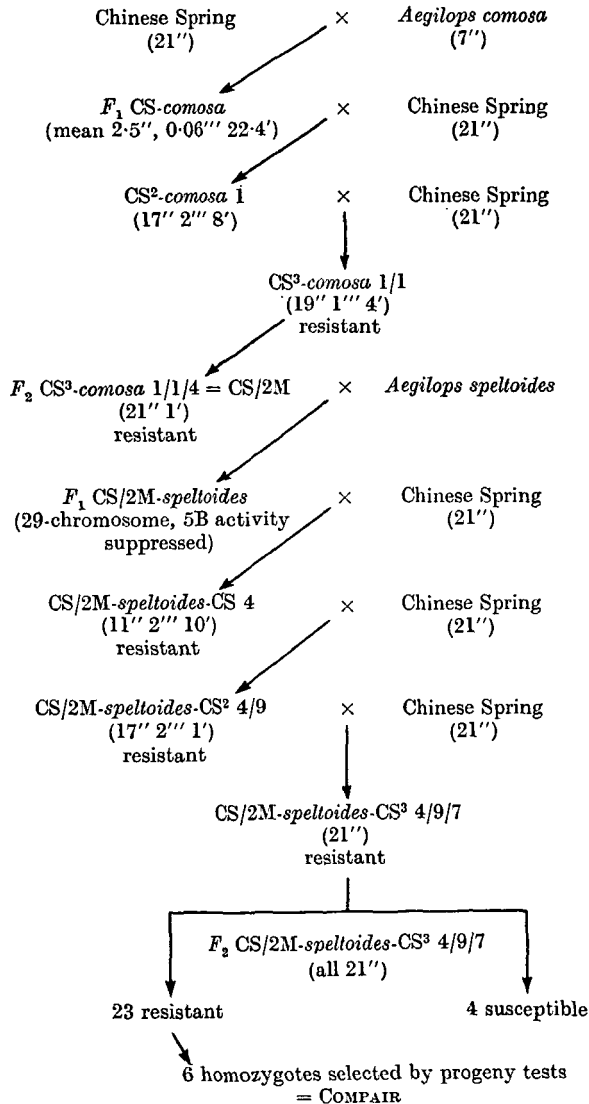 Chinese Spring × Aegilops comosa
(21″) (7″)
F₁ CS-comosa × Chinese Spring
(mean 2·5″, 0·06‴ 22·4′) (21″)
CS²-comosa 1 × Chinese Spring
(17″ 2‴ 8′) (21″)
CS³-comosa 1/1
(19″ 1‴ 4′)
resistant
F₂ CS³-comosa 1/1/4 = CS/2M × Aegilops speltoides
(21″ 1′)
resistant
F₁ CS/2M-speltoides × Chinese Spring
(29-chromosome, 5B activity (21″)
suppressed)
CS/2M-speltoides-CS 4 × Chinese Spring
(11″ 2‴ 10′) (21″)
resistant
CS/2M-speltoides-CS² 4/9 × Chinese Spring
(17″ 2‴ 1′) (21″)
resistant
CS/2M-speltoides-CS³ 4/9/7
(21″)
resistant
F₂ CS/2M-speltoides-CS³ 4/9/7
(all 21″)
23 resistant 4 susceptible
6 homozygotes selected by progeny tests
= COMPAIR